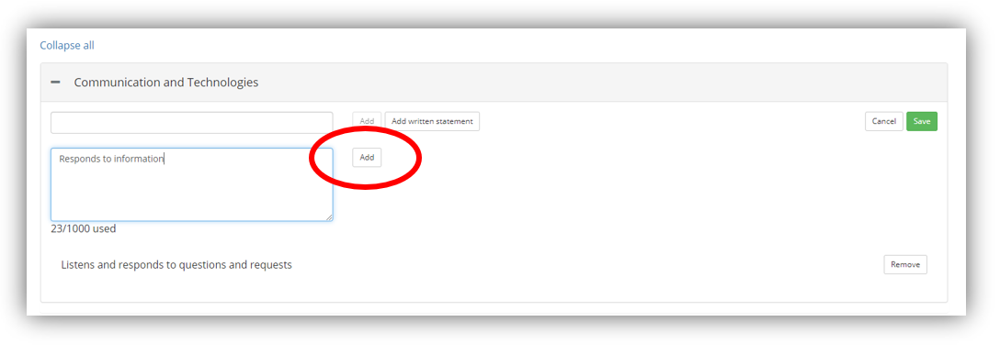 Collapse all
Communication and Technologies
Add Add written statement Cancel Save
Responds to information Add
23/1000 used
Listens and responds to questions and requests Remove